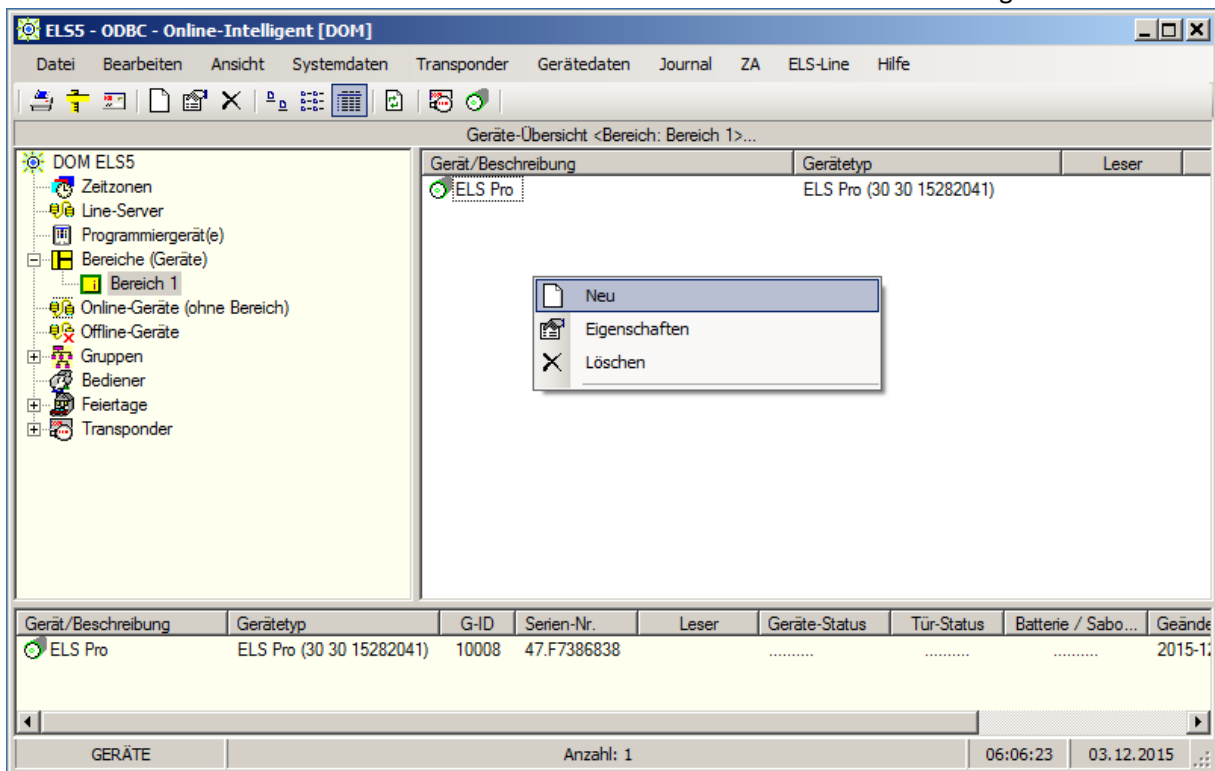 ELS5 - ODBC - Online-Intelligent [DOM]
Datei Bearbeiten Ansicht Systemdaten Transponder Gerätedaten Journal ZA ELS-Line Hilfe
Geräte-Übersicht <Bereich: Bereich 1>...
DOM ELS5
Zeitzonen
Line-Server
Programmiergerät(e)
Bereiche (Geräte)
Bereich 1
Online-Geräte (ohne Bereich)
Offline-Geräte
Gruppen
Bediener
Feiertage
Transponder
Gerät/Beschreibung Gerätetyp Leser
ELS Pro ELS Pro (30 30 15282041)
Neu
Eigenschaften
Löschen
Gerät/Beschreibung Gerätetyp G-ID Serien-Nr. Leser Geräte-Status Tür-Status Batterie / Sabo... Geände
ELS Pro ELS Pro (30 30 15282041) 10008 47.F7386838 .......... .......... .......... 2015-12
GERÄTE Anzahl: 1 06:06:23 03.12.2015